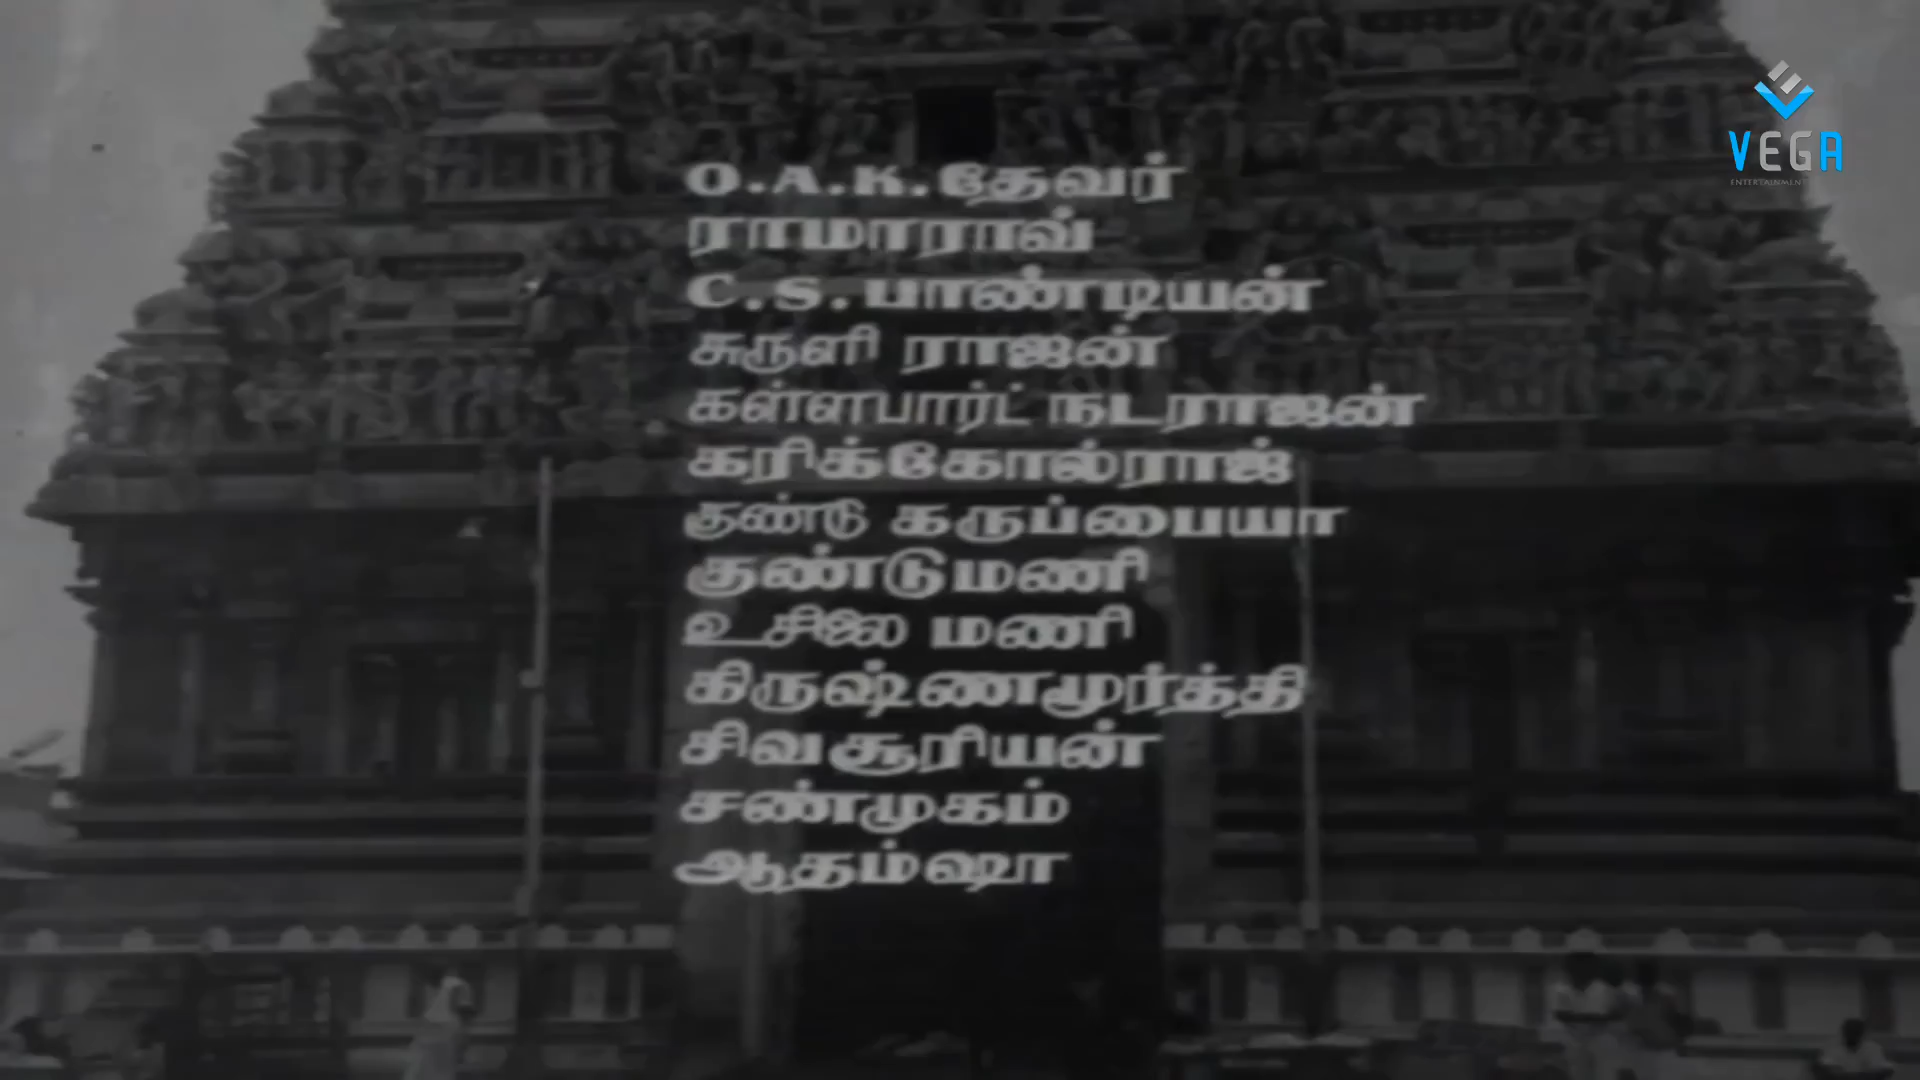 VEGA
ENTERTAINMENT
O.A.K.தேவர்
ராமாராவ்
C.S.பாண்டியன்
சுருளி ராஜன்
கள்ளபார்ட் நடராஜன்
கரிக்கோல்ராஜ்
குண்டு கருப்பையா
குண்டுமணி
உசிலை மணி
கிருஷ்ணமூர்த்தி
சிவசூரியன்
சண்முகம்
ஆதம்ஷா